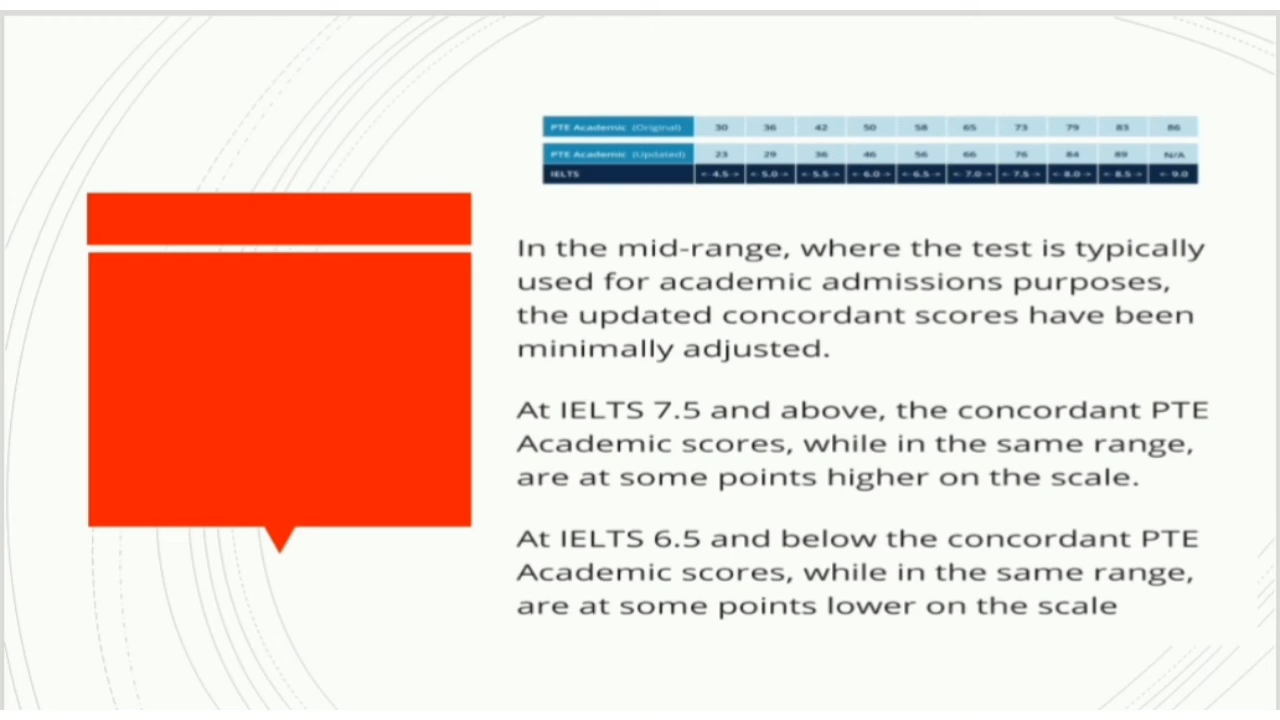 PTE Academic (Original) 30 36 42 50 58 65 73 79 83 86
PTE Academic (Updated) 23 29 36 46 56 66 76 84 89 N/A
IELTS <- 4.5 -> <- 5.0 -> <- 5.5 -> <- 6.0 -> <- 6.5 -> <- 7.0 -> <- 7.5 -> <- 8.0 -> <- 8.5 -> <- 9.0
In the mid-range, where the test is typically
used for academic admissions purposes,
the updated concordant scores have been
minimally adjusted.
At IELTS 7.5 and above, the concordant PTE
Academic scores, while in the same range,
are at some points higher on the scale.
At IELTS 6.5 and below the concordant PTE
Academic scores, while in the same range,
are at some points lower on the scale